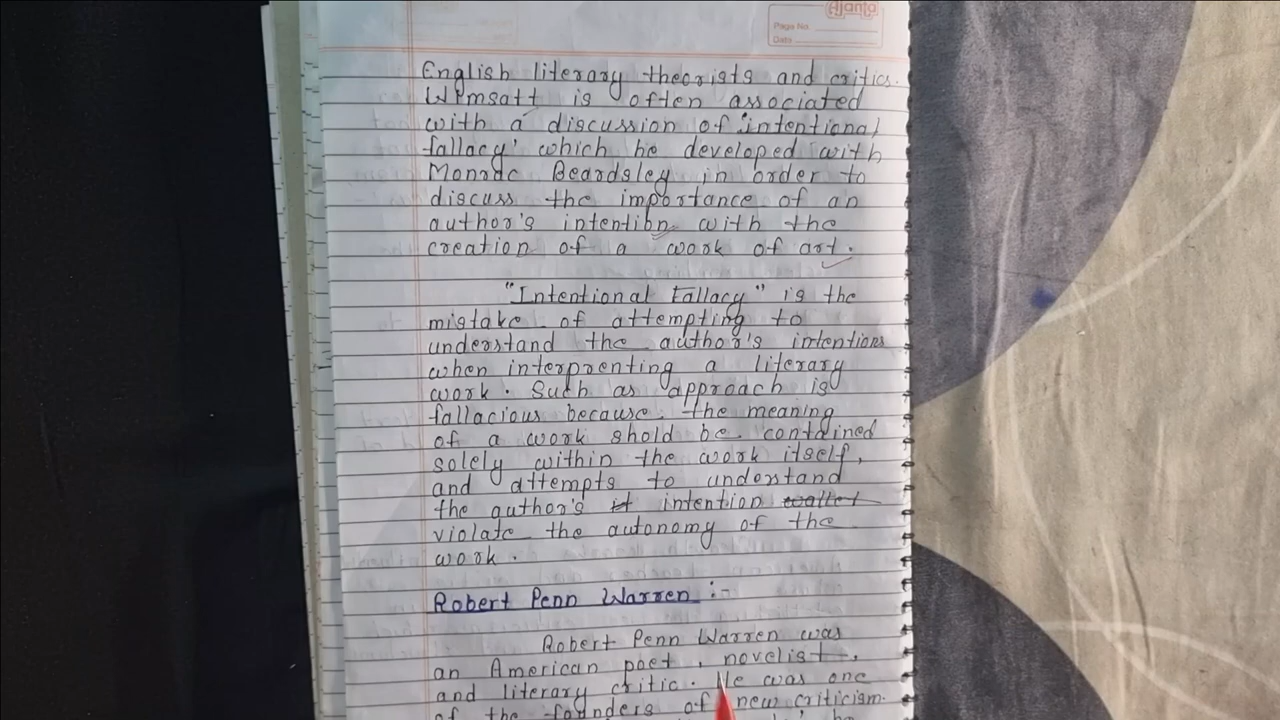 Ajanta
Page No.
Date
English literary theorists and critics.
Wimsatt is often associated
with a discussion of 'intentional
fallacy' which he developed with
Monroe Beardsley in order to
discuss the importance of an
author's intention with the
creation of a work of art.
"Intentional Fallacy" is the
mistake of attempting to
understand the author's intentions
when interprenting a literary
work. Such as approach is
fallacious because the meaning
of a work shold be contained
solely within the work itself,
and attempts to understand
the author's it intention
violate the autonomy of the
work.
Robert Penn Warren :-
Robert Penn Warren was
an American poet, novelist,
and literary critic. He was one
of the founders of new criticism.